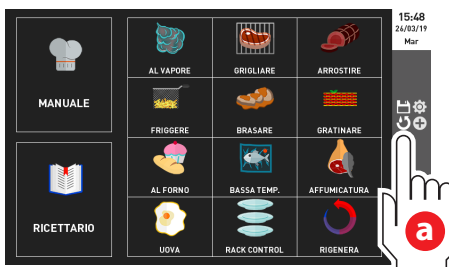 15:48
26/03/19
Mar
MANUALE
AL VAPORE
GRIGLIARE
ARROSTIRE
FRIGGERE
BRASARE
GRATINARE
RICETTARIO
AL FORNO
BASSA TEMP.
AFFUMICATURA
UOVA
RACK CONTROL
RIGENERA
a